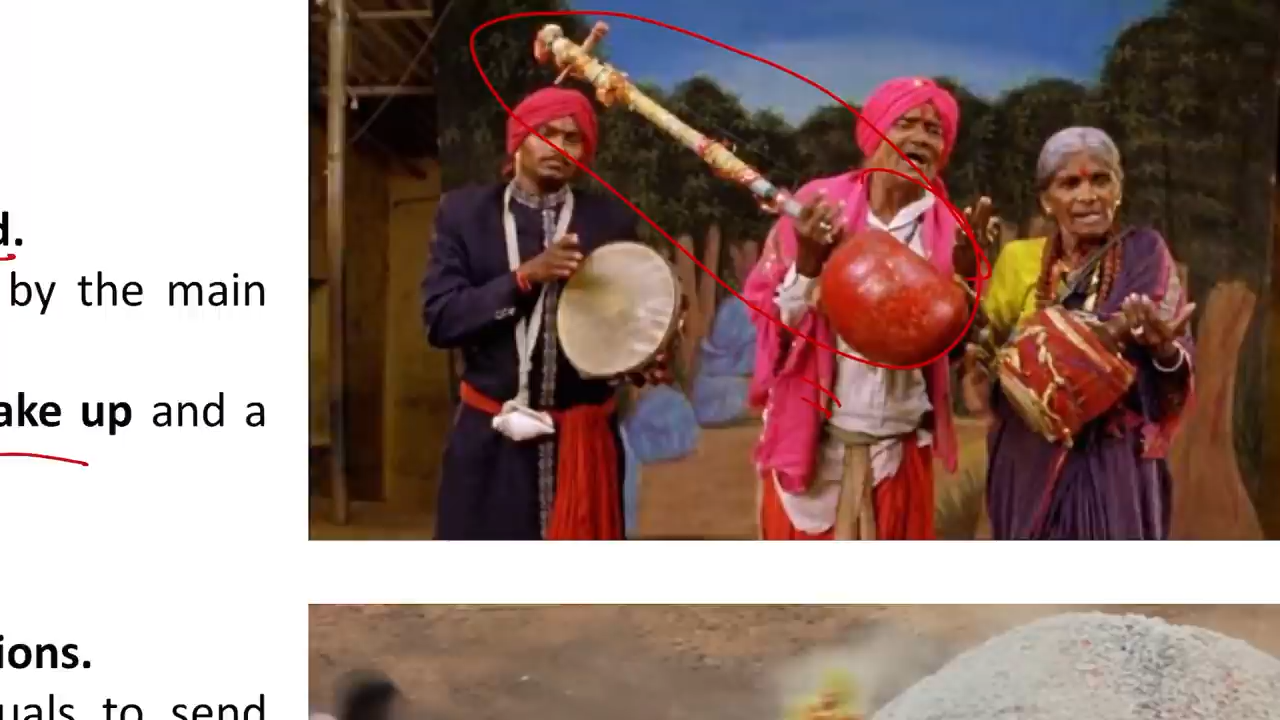 d.
by the main
ake up and a
ions.
uals to send